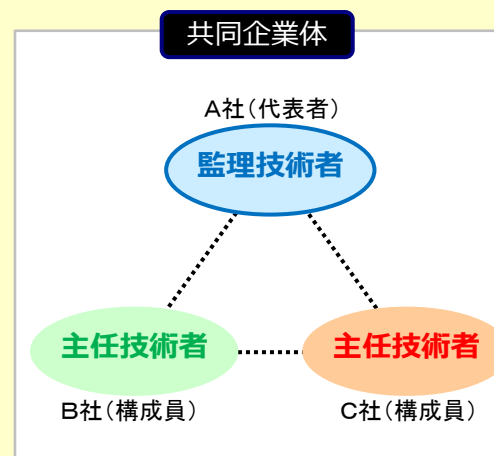 共同企業体
A社（代表者）
監理技術者
主任技術者
主任技術者
B社（構成員）
C社（構成員）